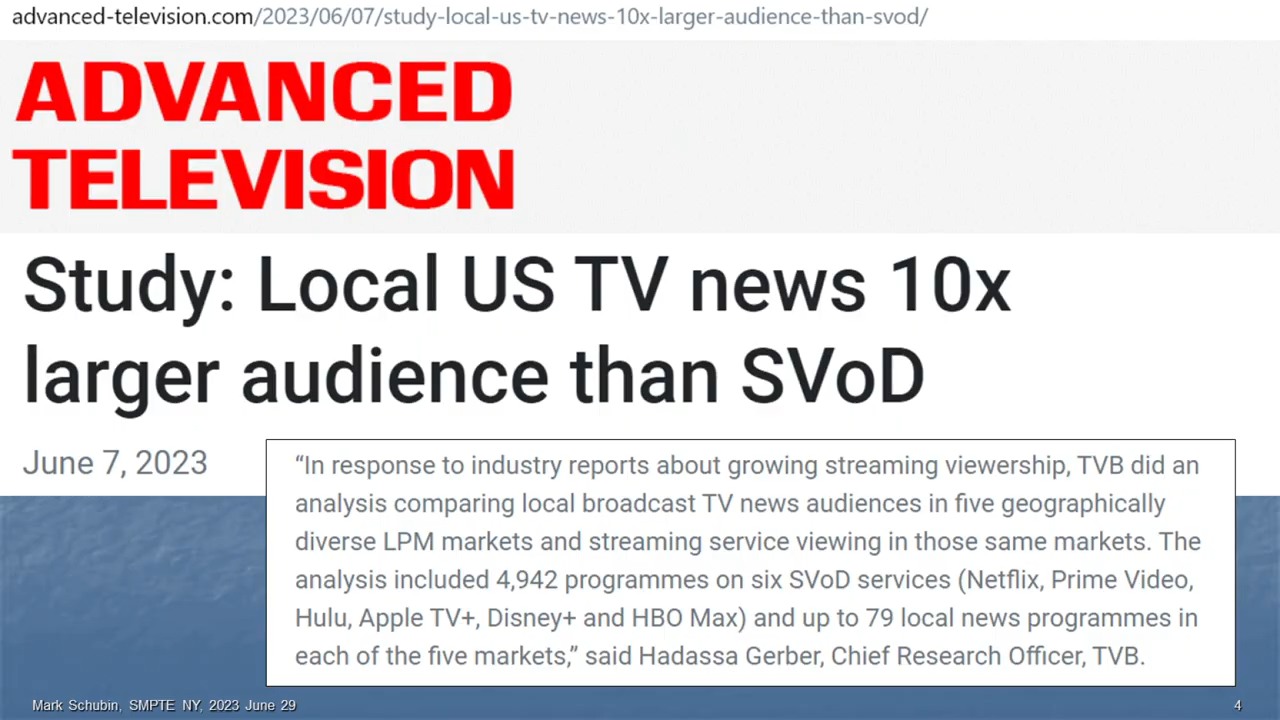 advanced-television.com/2023/06/07/study-local-us-tv-news-10x-larger-audience-than-svod/
ADVANCED
TELEVISION
Study: Local US TV news 10x
larger audience than SVoD
June 7, 2023
“In response to industry reports about growing streaming viewership, TVB did an
analysis comparing local broadcast TV news audiences in five geographically
diverse LPM markets and streaming service viewing in those same markets. The
analysis included 4,942 programmes on six SVoD services (Netflix, Prime Video,
Hulu, Apple TV+, Disney+ and HBO Max) and up to 79 local news programmes in
each of the five markets,” said Hadassa Gerber, Chief Research Officer, TVB.
Mark Schubin, SMPTE NY, 2023 June 29
4